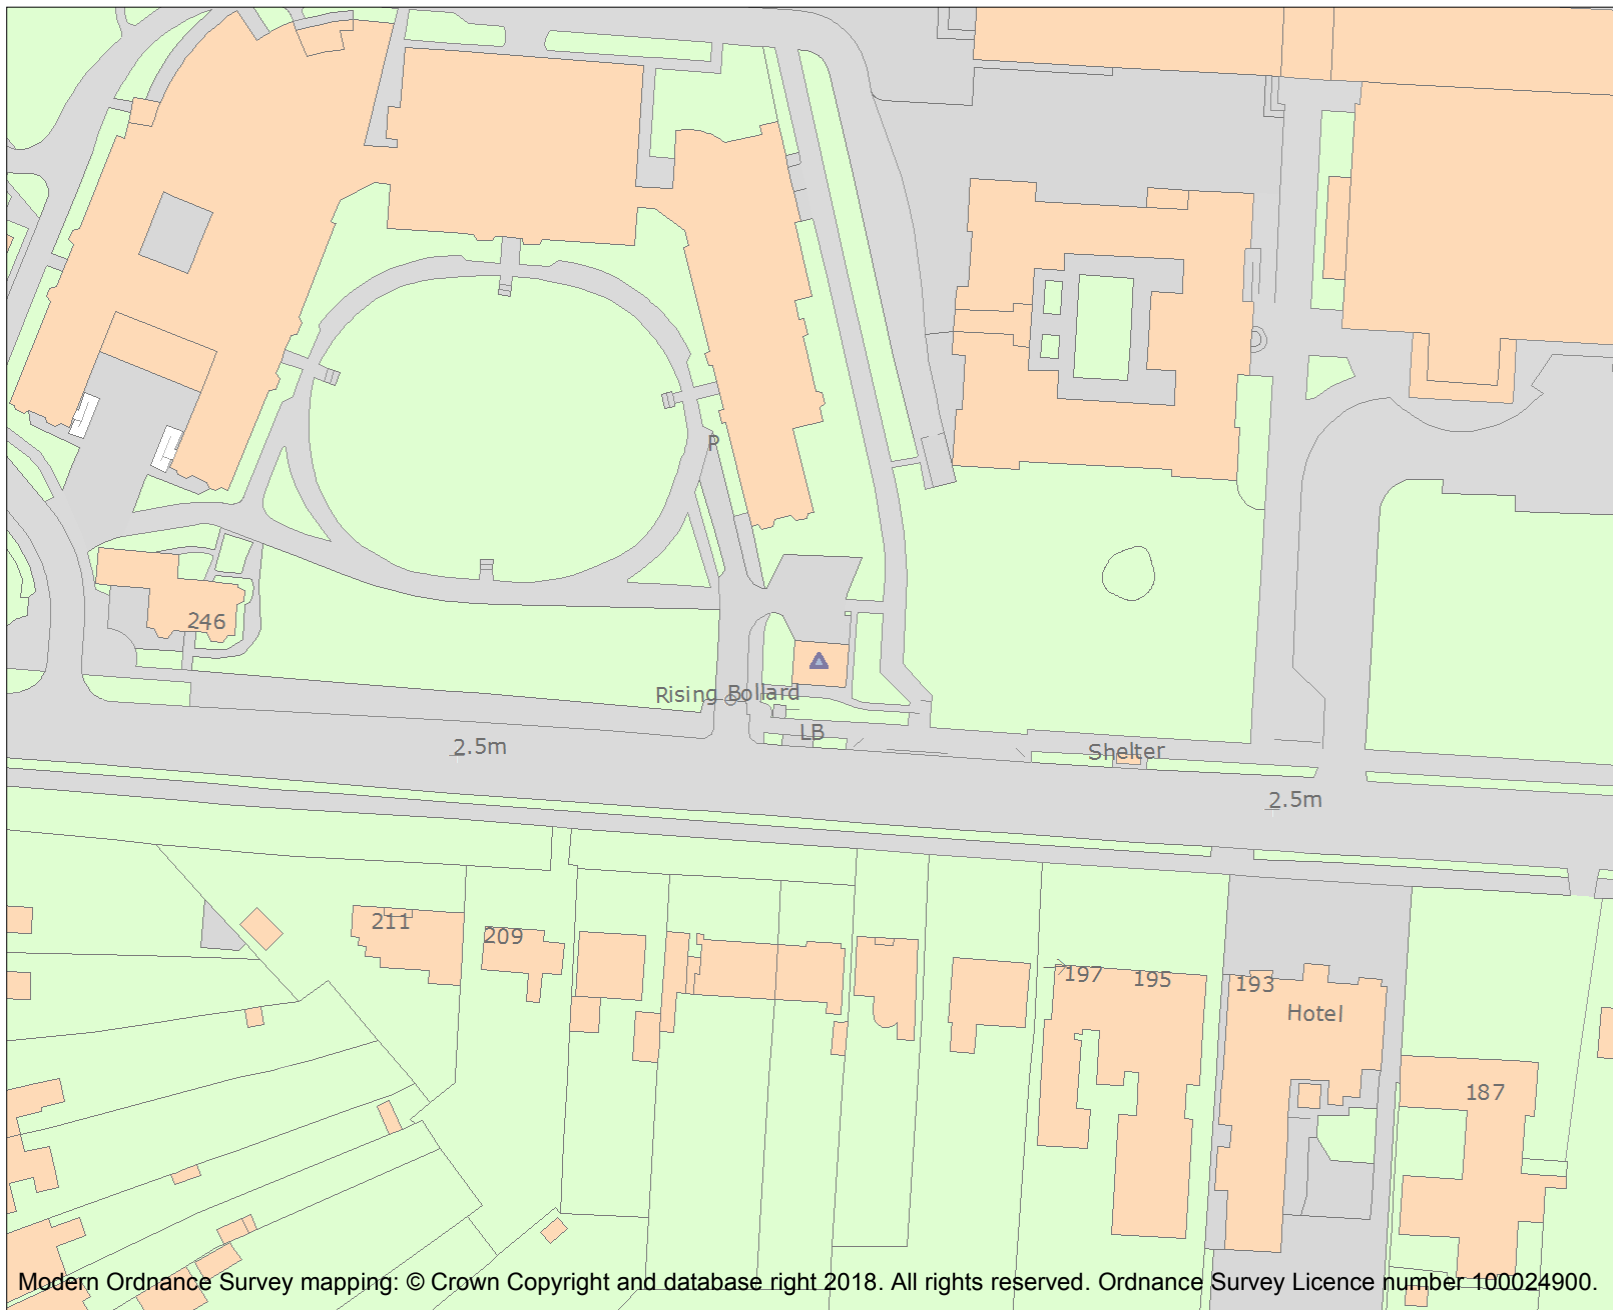 P
246
Rising Bollard
LB
2.5m
Shelter
2.5m
211
209
197
195
193
Hotel
187
Modern Ordnance Survey mapping: © Crown Copyright and database right 2018. All rights reserved. Ordnance Survey Licence number 100024900.